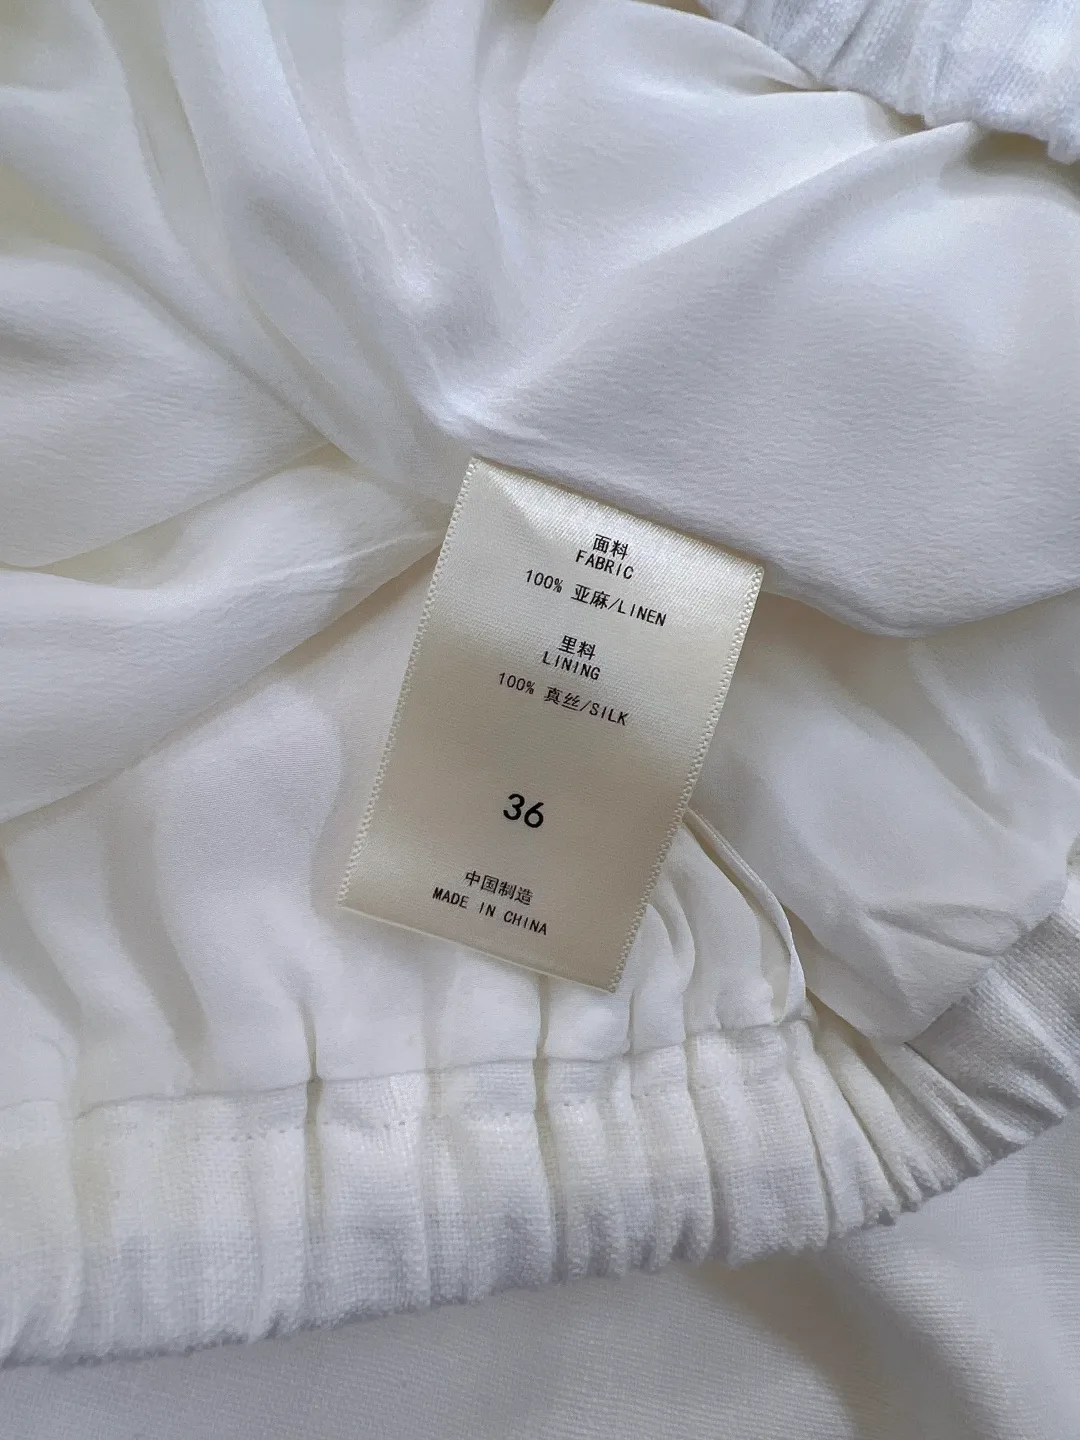 面料
FABRIC
100% 亚麻/LINEN
里料
LINING
100% 真丝/SILK
36
中国制造
MADE IN CHINA